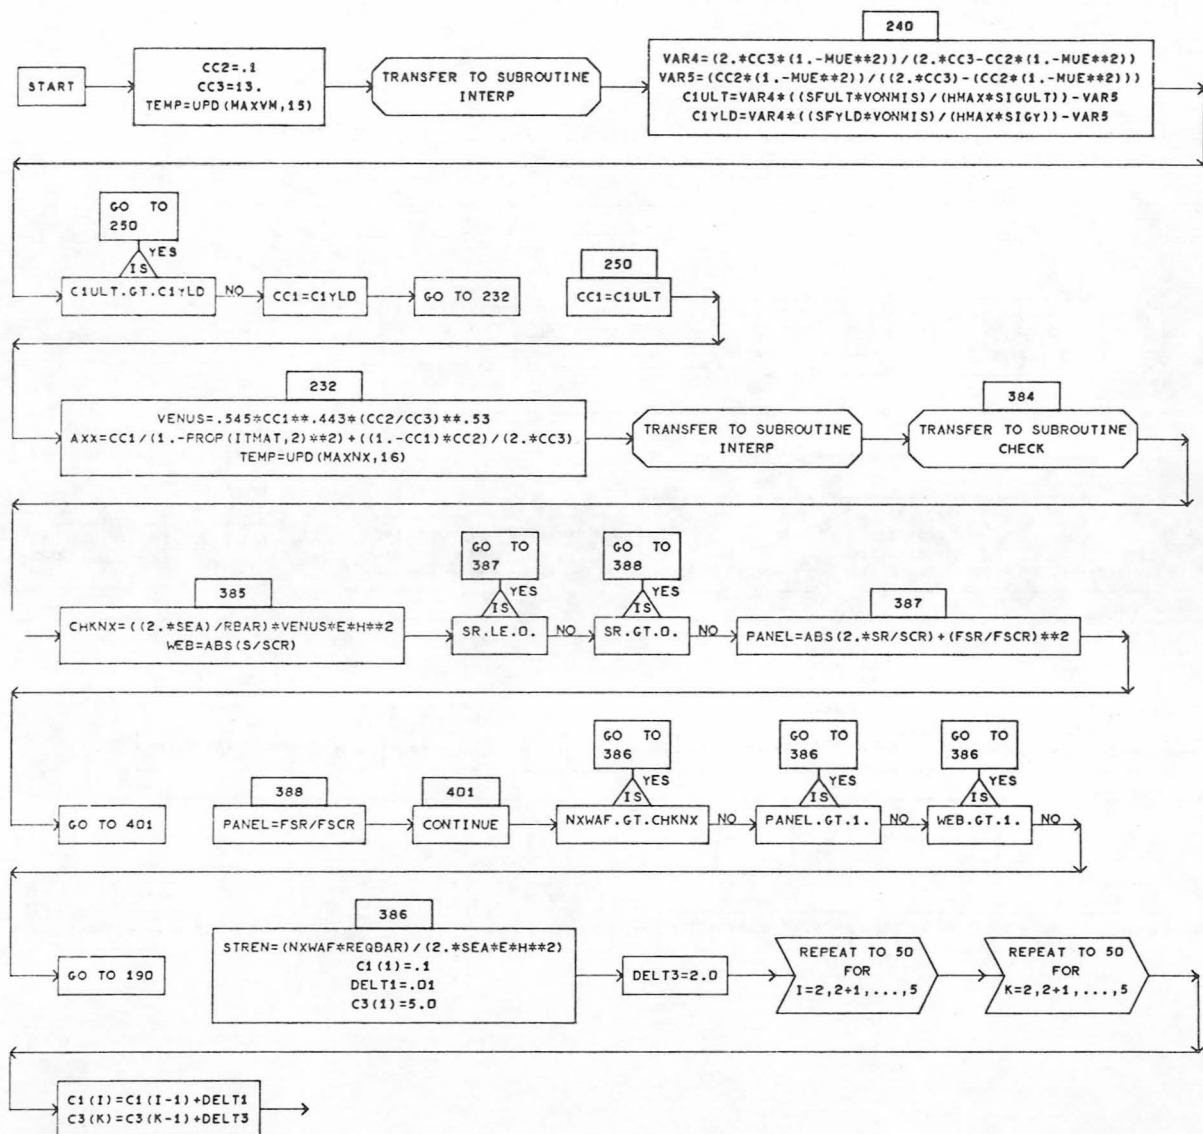 START
CC2=.1
CC3=13.
TEMP=UPD(MAXVM,15)
TRANSFER TO SUBROUTINE
INTERP
240
VAR4=(2.*CC3*(1.-MUE**2))/(2.*CC3-CC2*(1.-MUE**2))
VAR5=(CC2*(1.-MUE**2))/((2.*CC3)-(CC2*(1.-MUE**2)))
C1ULT=VAR4*((SFULT*VONMIS)/(HMAX*SIGULT))-VAR5
C1YLD=VAR4*((SFYLD*VONMIS)/(HMAX*SIGY))-VAR5
GO TO
250
YES
IS
C1ULT.GT.C1YLD
NO
CC1=C1YLD
GO TO 232
250
CC1=C1ULT
232
VENUS=.545*CC1**.443*(CC2/CC3)**.53
AXX=CC1/(1.-PROP(ITMAT,2)**2)+((1.-CC1)*CC2)/(2.*CC3)
TEMP=UPD(MAXNX,16)
TRANSFER TO SUBROUTINE
INTERP
384
TRANSFER TO SUBROUTINE
CHECK
385
CHKNX=((2.*SEA)/RBAR)*VENUS*E*H**2
WEB=ABS(S/SCR)
GO TO
387
YES
IS
SR.LE.0.
NO
GO TO
388
YES
IS
SR.GT.0.
NO
387
PANEL=ABS(2.*SR/SCR)+(FSR/FSCR)**2
GO TO 401
388
PANEL=FSR/FSCR
401
CONTINUE
GO TO
386
YES
IS
NXWAF.GT.CHKNX
NO
GO TO
386
YES
IS
PANEL.GT.1.
NO
GO TO
386
YES
IS
WEB.GT.1.
NO
GO TO 190
386
STREN=(NXWAF*REQBAR)/(2.*SEA*E*H**2)
C1(1)=.1
DELT1=.01
C3(1)=5.0
DELT3=2.0
REPEAT TO 50
FOR
I=2,2+1,...,5
REPEAT TO 50
FOR
K=2,2+1,...,5
C1(I)=C1(I-1)+DELT1
C3(K)=C3(K-1)+DELT3